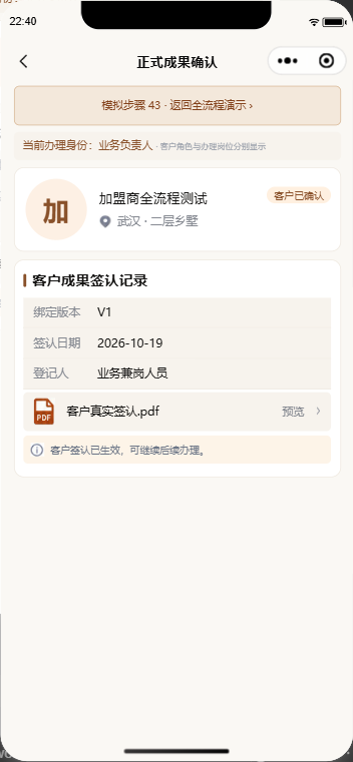 22:40
正式成果确认
模拟步骤 43 · 返回全流程演示 ›
当前办理身份：业务负责人 · 客户角色与办理岗位分别显示
加
加盟商全流程测试
客户已确认
武汉 · 二层乡墅
客户成果签认记录
绑定版本 V1
签认日期 2026-10-19
登记人 业务兼岗人员
PDF
客户真实签认.pdf
预览 ›
客户签认已生效，可继续后续办理。